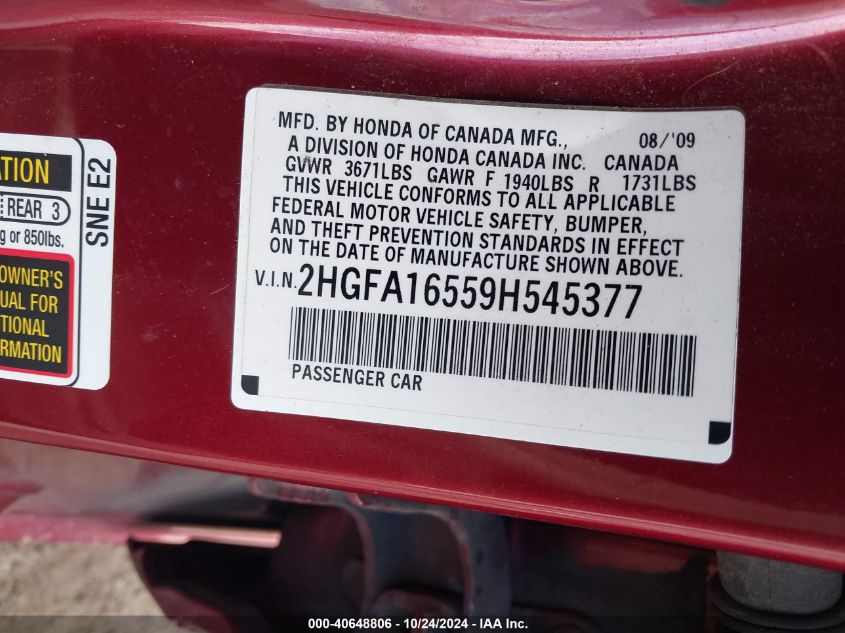 MFD. BY HONDA OF CANADA MFG., 08/'09
A DIVISION OF HONDA CANADA INC. CANADA
GVWR 3671LBS GAWR F 1940LBS R 1731LBS
THIS VEHICLE CONFORMS TO ALL APPLICABLE
FEDERAL MOTOR VEHICLE SAFETY, BUMPER,
AND THEFT PREVENTION STANDARDS IN EFFECT
ON THE DATE OF MANUFACTURE SHOWN ABOVE.
V.I.N. 2HGFA16559H545377
PASSENGER CAR
ATION
REAR 3
g or 850lbs.
OWNER'S
UAL FOR
TIONAL
RMATION
SNE E2
000-40648806 - 10/24/2024 - IAA Inc.